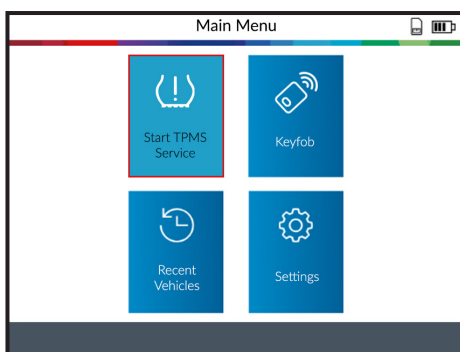 Main Menu
Start TPMS
Service
Keyfob
Recent
Vehicles
Settings